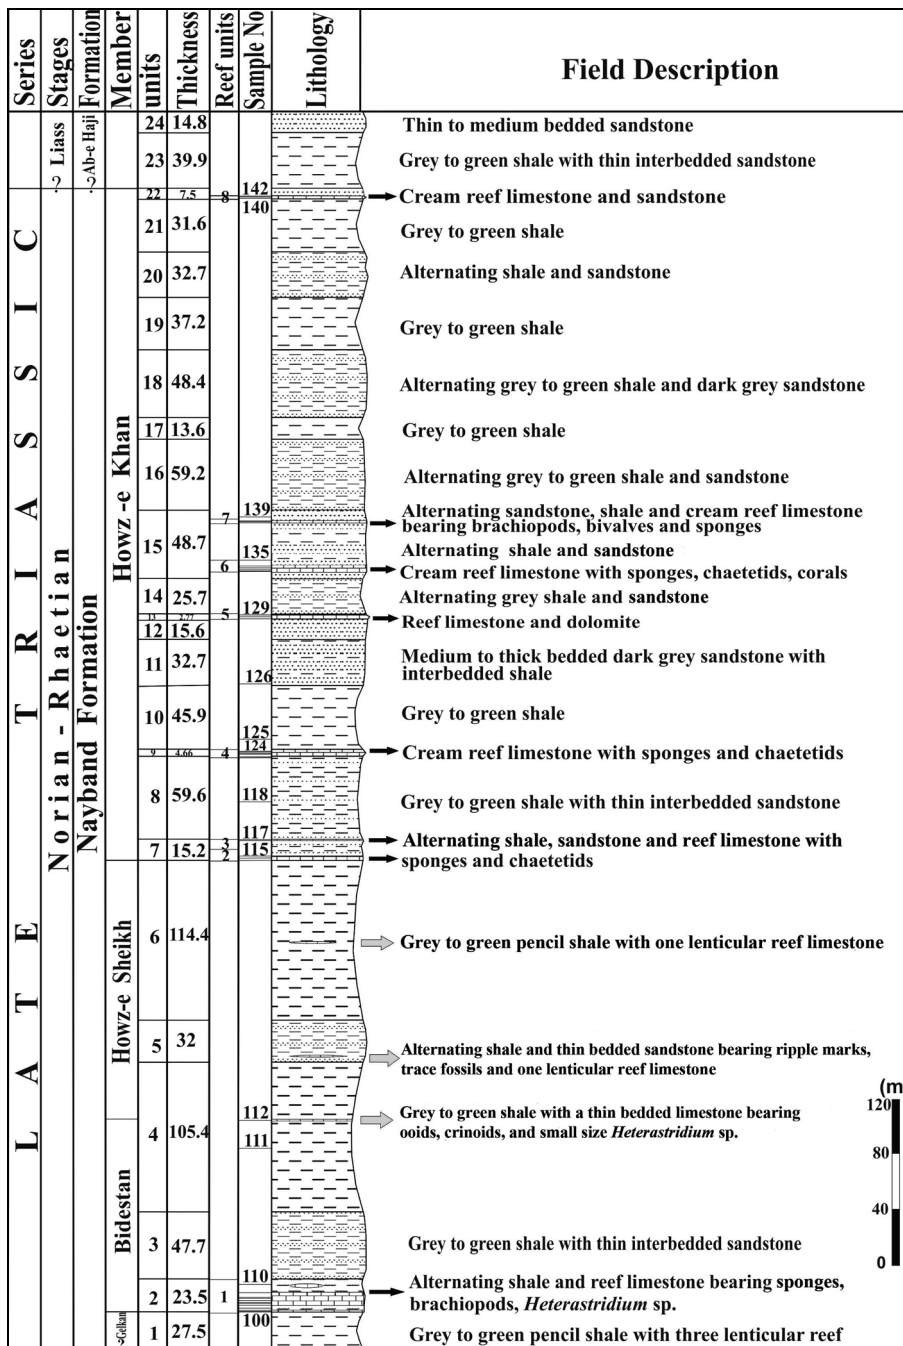 Series Stages Formation Member units Thickness Reef units Sample No Lithology Field Description
LATE TRIASSIC
? Liass
Norian - Rhaetian
? Ab-e Haji
Nayband Formation
Howz-e Khan
Howz-e Sheikh
Bidestan
? Gelkan
24 14.8 Thin to medium bedded sandstone
23 39.9 Grey to green shale with thin interbedded sandstone
142
22 7.5 8 Cream reef limestone and sandstone
140
21 31.6 Grey to green shale
20 32.7 Alternating shale and sandstone
19 37.2 Grey to green shale
18 48.4 Alternating grey to green shale and dark grey sandstone
17 13.6 Grey to green shale
16 59.2 Alternating grey to green shale and sandstone
139 Alternating sandstone, shale and cream reef limestone
7 bearing brachiopods, bivalves and sponges
15 48.7 135 Alternating shale and sandstone
6 Cream reef limestone with sponges, chaetetids, corals
14 25.7 129 Alternating grey shale and sandstone
13 2.77 5 Reef limestone and dolomite
12 15.6
11 32.7 Medium to thick bedded dark grey sandstone with
126 interbedded shale
10 45.9 Grey to green shale
125
124
9 4.66 4 Cream reef limestone with sponges and chaetetids
8 59.6 118 Grey to green shale with thin interbedded sandstone
117
3 Alternating shale, sandstone and reef limestone with
7 15.2 115
2 sponges and chaetetids
6 114.4 Grey to green pencil shale with one lenticular reef limestone
5 32 Alternating shale and thin bedded sandstone bearing ripple marks,
trace fossils and one lenticular reef limestone
112 Grey to green shale with a thin bedded limestone bearing
4 105.4 111 ooids, crinoids, and small size Heterastridium sp.
(m
120
80
40
0
3 47.7 Grey to green shale with thin interbedded sandstone
110 Alternating shale and reef limestone bearing sponges,
2 23.5 1 brachiopods, Heterastridium sp.
100
1 27.5 Grey to green pencil shale with three lenticular reef